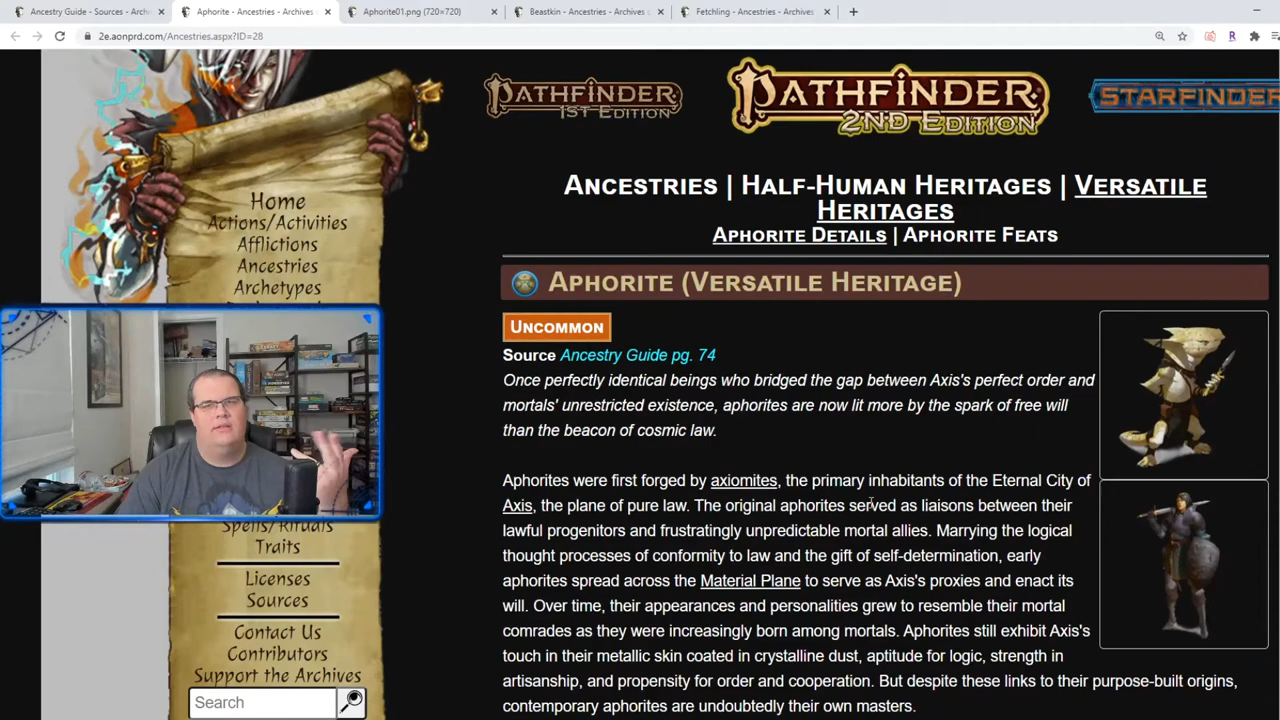 Ancestry Guide - Sources - Arch
Aphorite - Ancestries - Archives
Aphorite01.png (720×720)
Beastkin - Ancestries - Archives
Fetchling - Ancestries - Archives
2e.aonprd.com/Ancestries.aspx?ID=28
PATHFINDER
1ST EDITION
PATHFINDER
2ND EDITION
STARFINDER
Home
Actions/Activities
Afflictions
Ancestries
Archetypes
Spells/Rituals
Traits
Licenses
Sources
Contact Us
Contributors
Support the Archives
Search
Ancestries | Half-Human Heritages | Versatile
Heritages
Aphorite Details | Aphorite Feats
Aphorite (Versatile Heritage)
Uncommon
Source Ancestry Guide pg. 74
Once perfectly identical beings who bridged the gap between Axis's perfect order and
mortals' unrestricted existence, aphorites are now lit more by the spark of free will
than the beacon of cosmic law.
Aphorites were first forged by axiomites, the primary inhabitants of the Eternal City of
Axis, the plane of pure law. The original aphorites served as liaisons between their
lawful progenitors and frustratingly unpredictable mortal allies. Marrying the logical
thought processes of conformity to law and the gift of self-determination, early
aphorites spread across the Material Plane to serve as Axis's proxies and enact its
will. Over time, their appearances and personalities grew to resemble their mortal
comrades as they were increasingly born among mortals. Aphorites still exhibit Axis's
touch in their metallic skin coated in crystalline dust, aptitude for logic, strength in
artisanship, and propensity for order and cooperation. But despite these links to their purpose-built origins,
contemporary aphorites are undoubtedly their own masters.